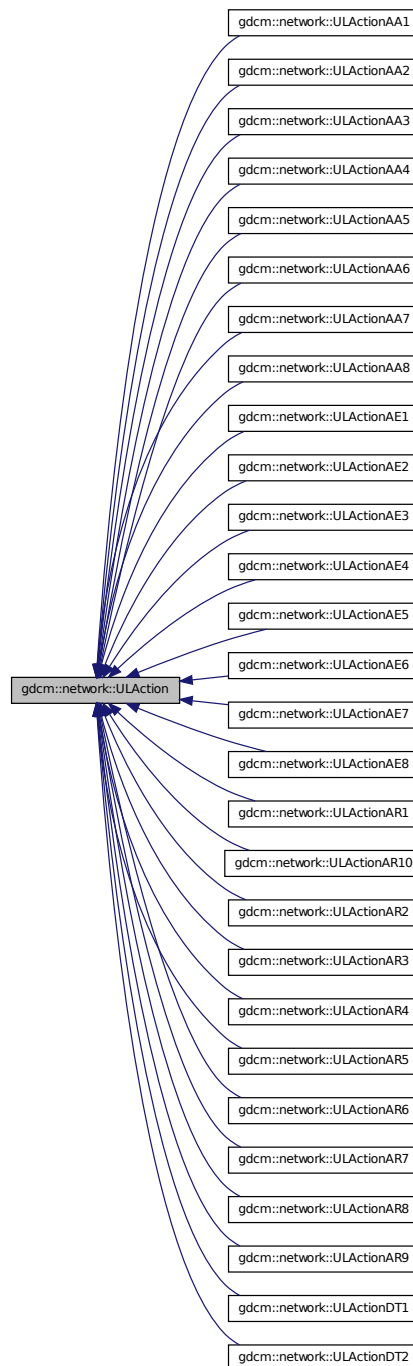 gdcm::network::ULActionAA1
gdcm::network::ULActionAA2
gdcm::network::ULActionAA3
gdcm::network::ULActionAA4
gdcm::network::ULActionAA5
gdcm::network::ULActionAA6
gdcm::network::ULActionAA7
gdcm::network::ULActionAA8
gdcm::network::ULActionAE1
gdcm::network::ULActionAE2
gdcm::network::ULActionAE3
gdcm::network::ULActionAE4
gdcm::network::ULActionAE5
gdcm::network::ULActionAE6
gdcm::network::ULAction
gdcm::network::ULActionAE7
gdcm::network::ULActionAE8
gdcm::network::ULActionAR1
gdcm::network::ULActionAR10
gdcm::network::ULActionAR2
gdcm::network::ULActionAR3
gdcm::network::ULActionAR4
gdcm::network::ULActionAR5
gdcm::network::ULActionAR6
gdcm::network::ULActionAR7
gdcm::network::ULActionAR8
gdcm::network::ULActionAR9
gdcm::network::ULActionDT1
gdcm::network::ULActionDT2